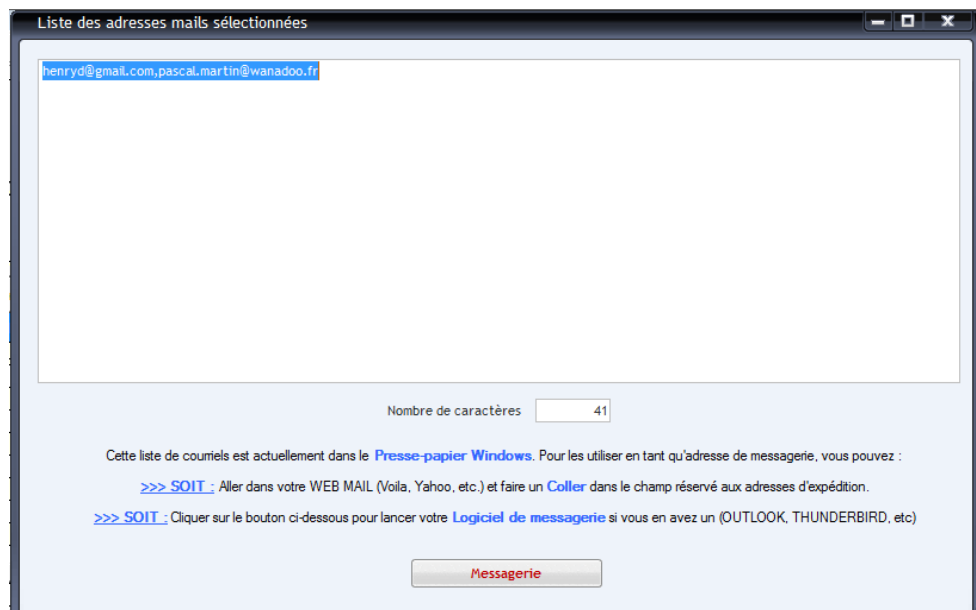 Liste des adresses mails sélectionnées
henryd@gmail.com,pascal.martin@wanadoo.fr
Nombre de caractères 41
Cette liste de courriels est actuellement dans le Presse-papier Windows. Pour les utiliser en tant qu'adresse de messagerie, vous pouvez :
>>> SOIT : Aller dans votre WEB MAIL (Voila, Yahoo, etc.) et faire un Coller dans le champ réservé aux adresses d'expédition.
>>> SOIT : Cliquer sur le bouton ci-dessous pour lancer votre Logiciel de messagerie si vous en avez un (OUTLOOK, THUNDERBIRD, etc)
Messagerie